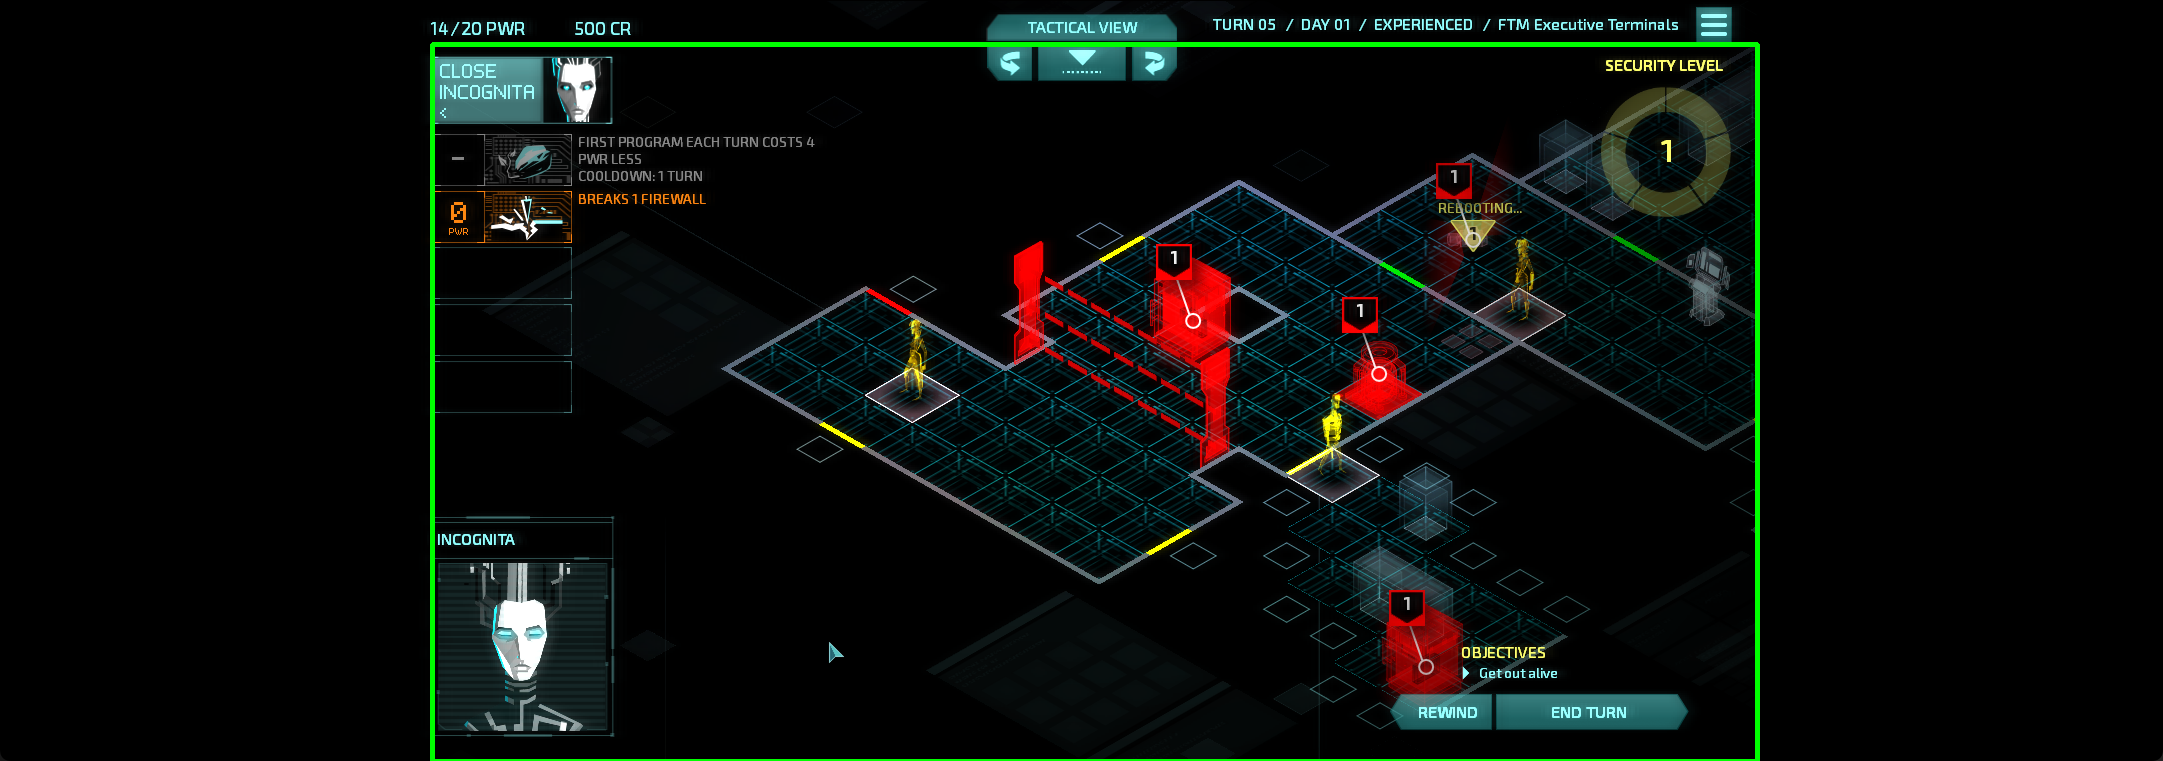 14/20 PWR
500 CR
TACTICAL VIEW
TURN 05 / DAY 01 / EXPERIENCED / FTM Executive Terminals
CLOSE
INCOGNITA
<
SECURITY LEVEL
1
–
FIRST PROGRAM EACH TURN COSTS 4
PWR LESS
COOLDOWN: 1 TURN
0
PWR
BREAKS 1 FIREWALL
1
REBOOTING...
1
1
1
1
INCOGNITA
OBJECTIVES
Get out alive
REWIND
END TURN